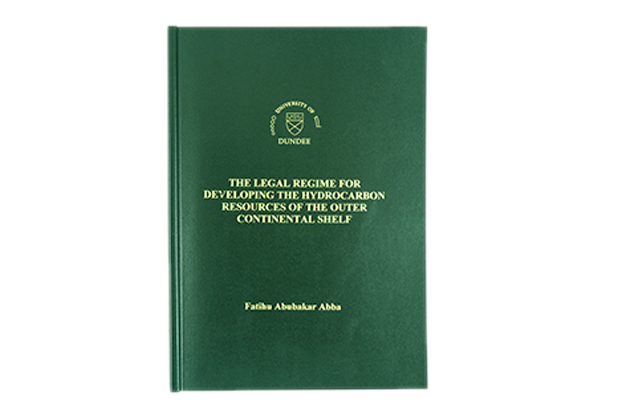 UNIVERSITY OF
DUNDEE
THE LEGAL REGIME FOR
DEVELOPING THE HYDROCARBON
RESOURCES OF THE OUTER
CONTINENTAL SHELF
Fatihu Abubakar Abba